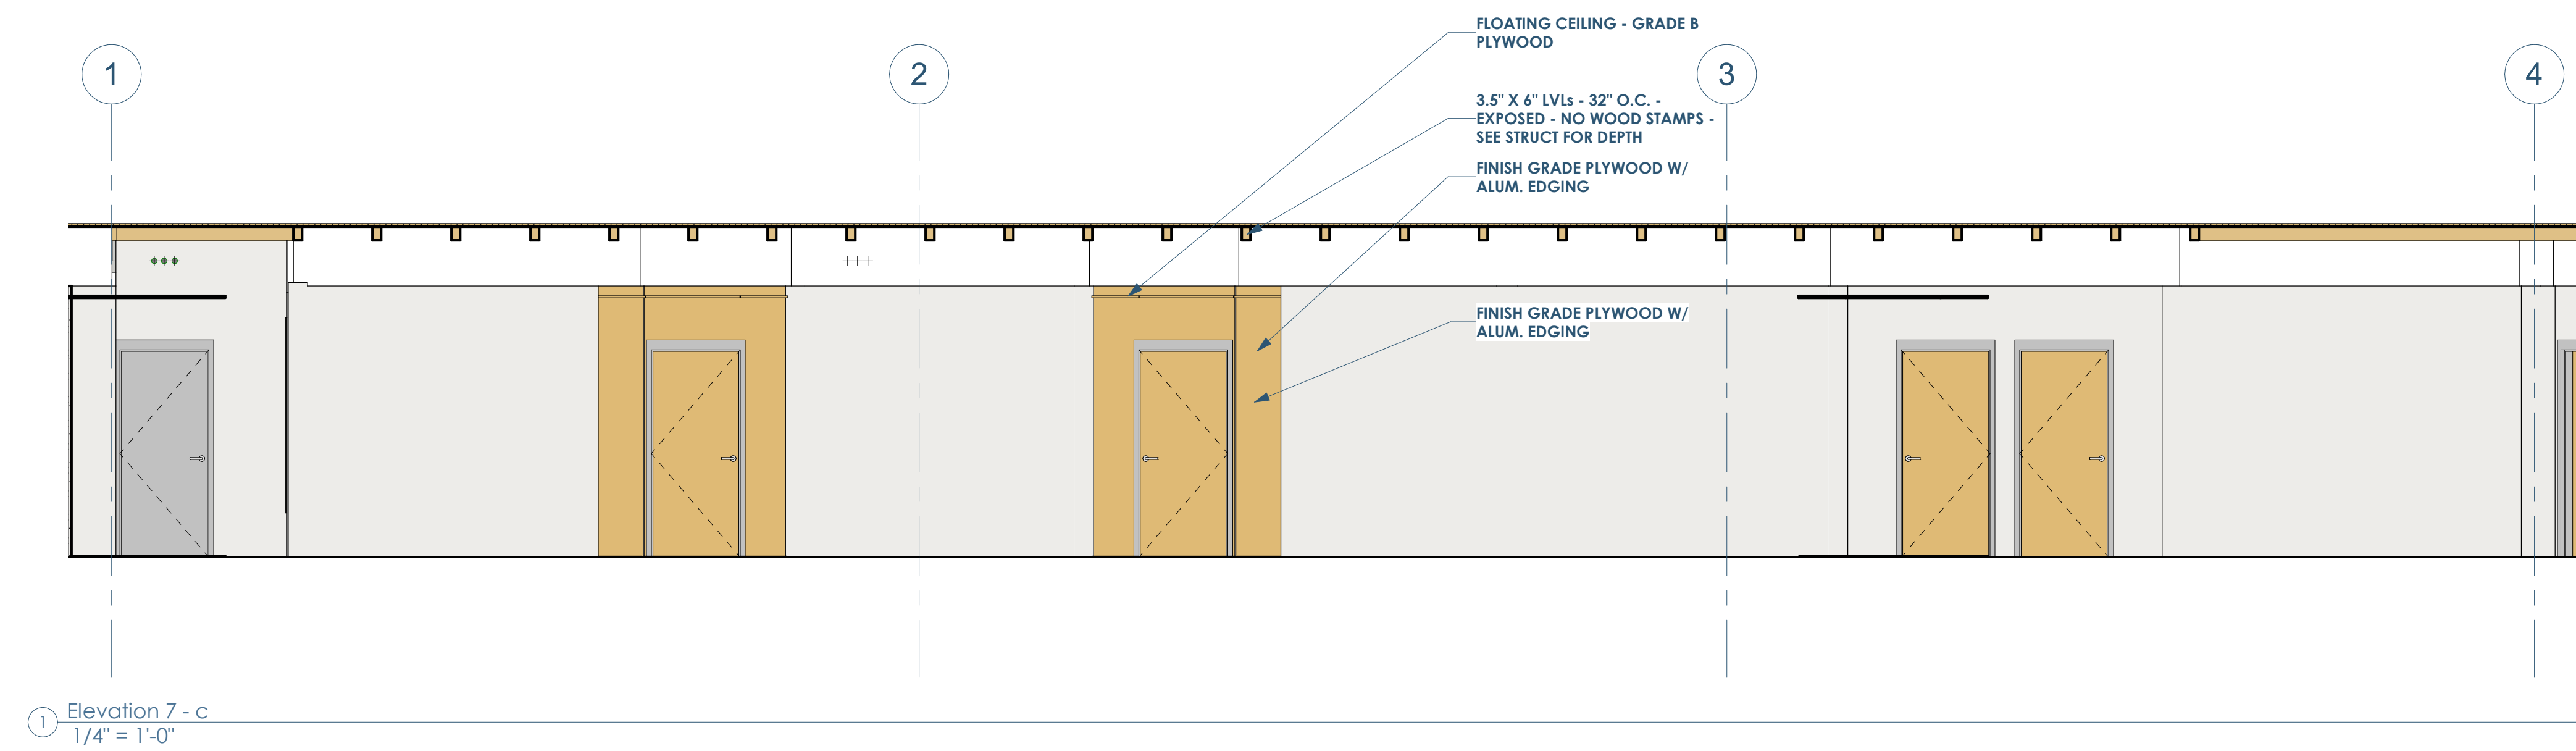 FLOATING CEILING - GRADE B
PLYWOOD
1
2
3
4
3.5" X 6" LVLs - 32" O.C. -
EXPOSED - NO WOOD STAMPS -
SEE STRUCT FOR DEPTH
FINISH GRADE PLYWOOD W/
ALUM. EDGING
FINISH GRADE PLYWOOD W/
ALUM. EDGING
1
Elevation 7 - c
1/4" = 1'-0"